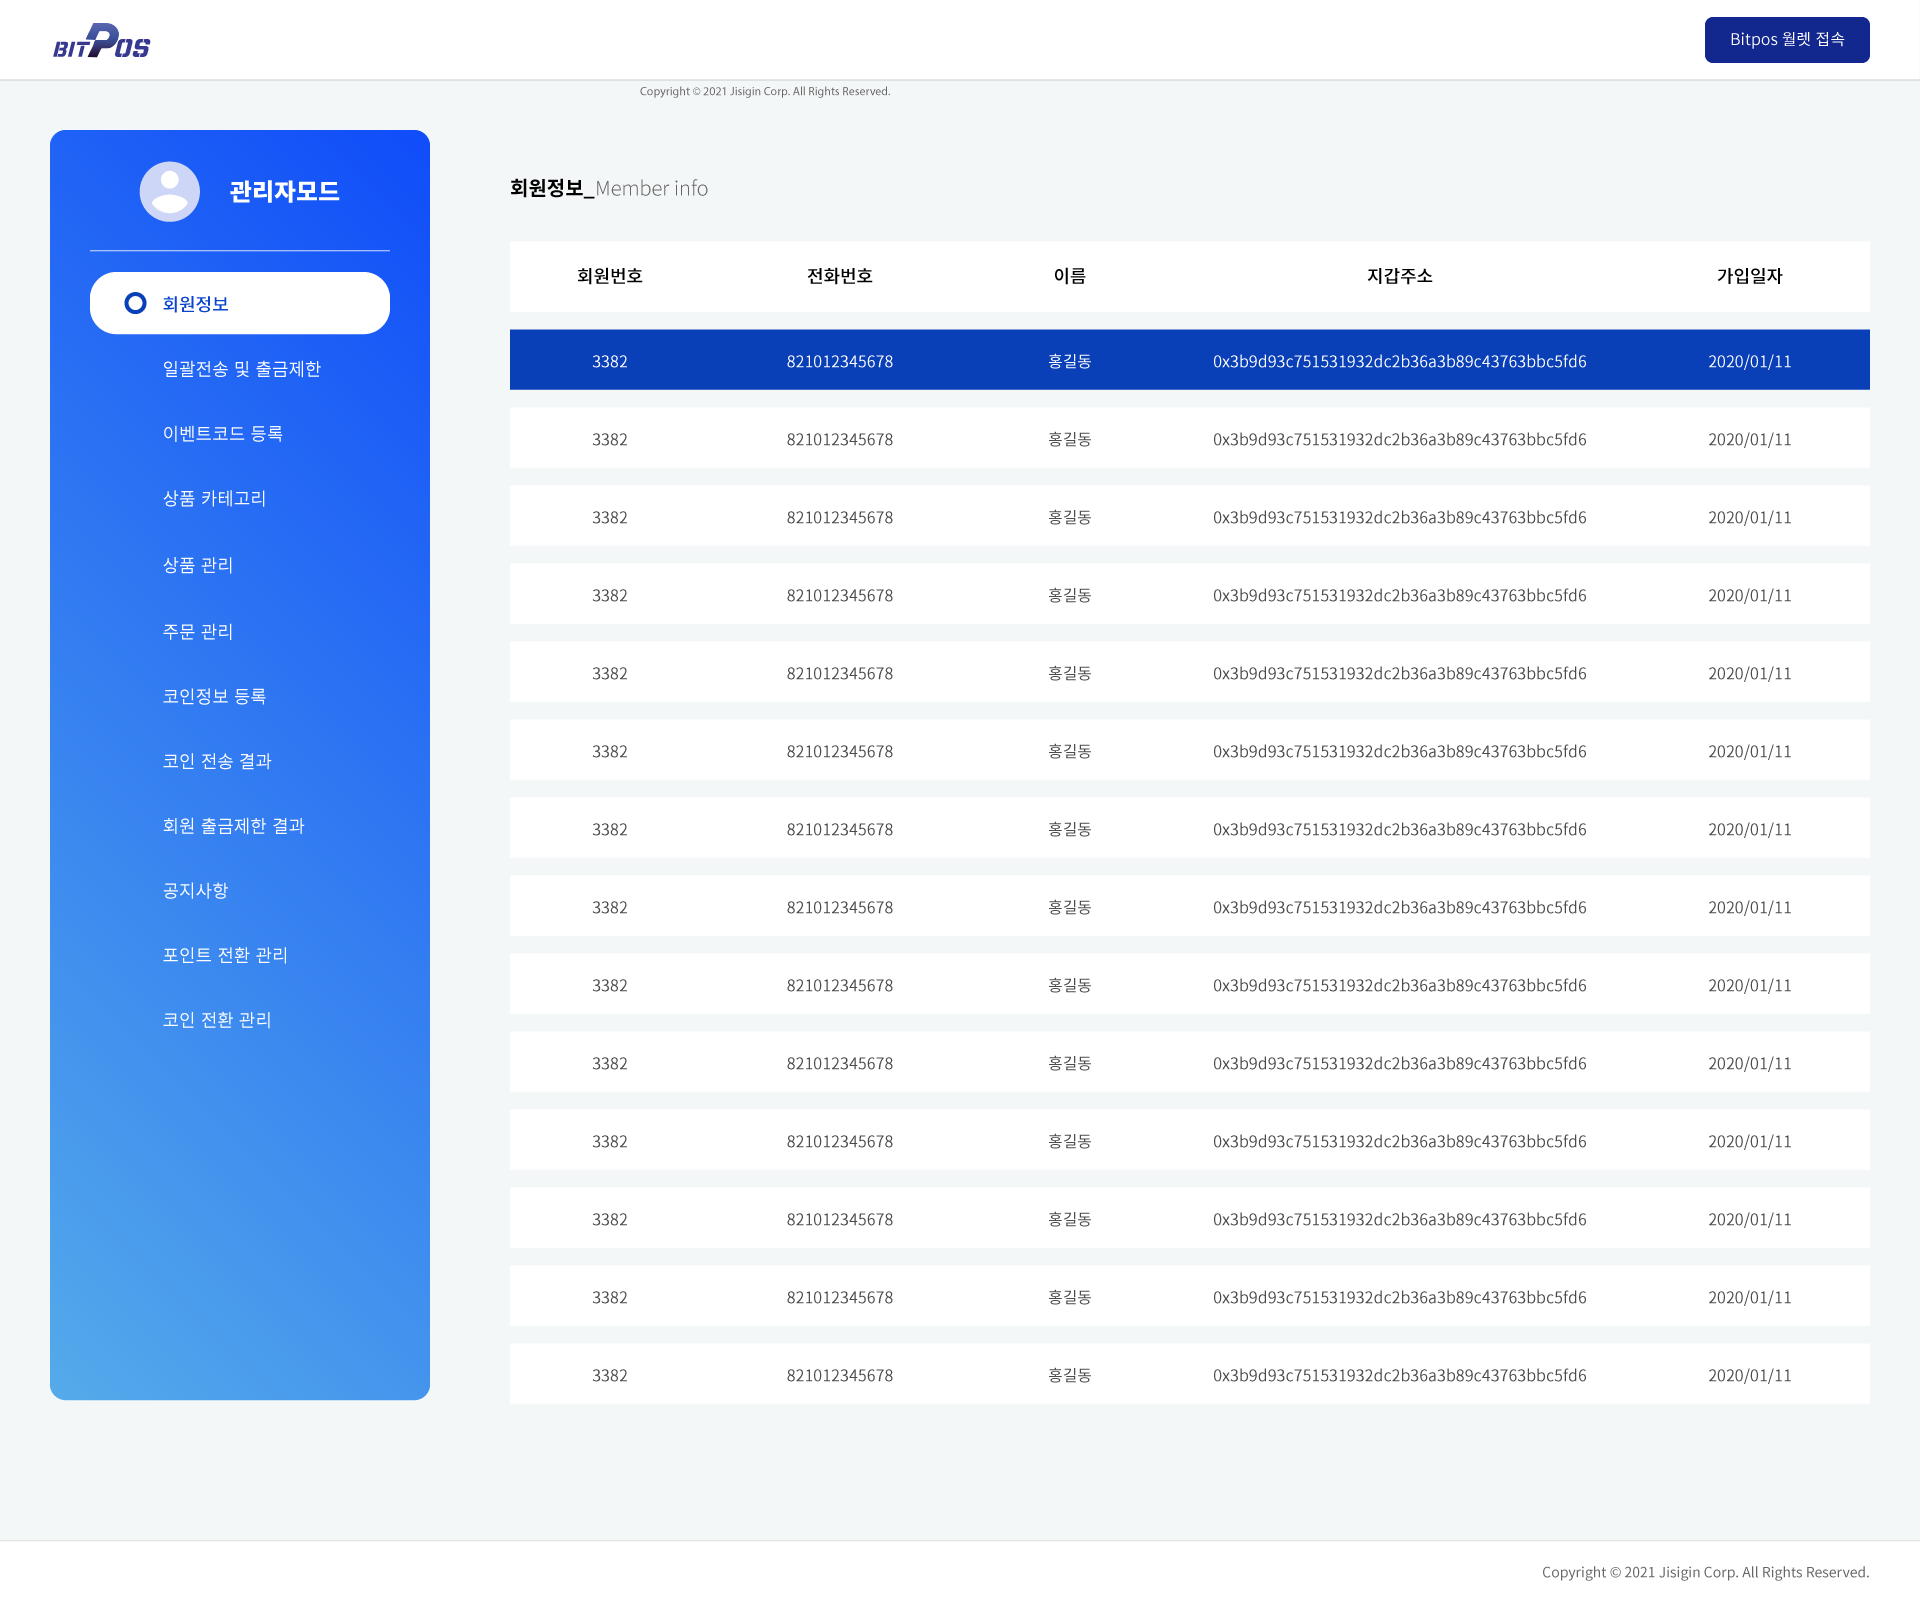 BITPOS
Bitpos 월렛 접속
Copyright © 2021 Jisigin Corp. All Rights Reserved.
관리자모드
회원정보
일괄전송 및 출금제한
이벤트코드 등록
상품 카테고리
상품 관리
주문 관리
코인정보 등록
코인 전송 결과
회원 출금제한 결과
공지사항
포인트 전환 관리
코인 전환 관리
회원정보_Member info
회원번호 전화번호 이름 지갑주소 가입일자
3382 821012345678 홍길동 0x3b9d93c751531932dc2b36a3b89c43763bbc5fd6 2020/01/11
3382 821012345678 홍길동 0x3b9d93c751531932dc2b36a3b89c43763bbc5fd6 2020/01/11
3382 821012345678 홍길동 0x3b9d93c751531932dc2b36a3b89c43763bbc5fd6 2020/01/11
3382 821012345678 홍길동 0x3b9d93c751531932dc2b36a3b89c43763bbc5fd6 2020/01/11
3382 821012345678 홍길동 0x3b9d93c751531932dc2b36a3b89c43763bbc5fd6 2020/01/11
3382 821012345678 홍길동 0x3b9d93c751531932dc2b36a3b89c43763bbc5fd6 2020/01/11
3382 821012345678 홍길동 0x3b9d93c751531932dc2b36a3b89c43763bbc5fd6 2020/01/11
3382 821012345678 홍길동 0x3b9d93c751531932dc2b36a3b89c43763bbc5fd6 2020/01/11
3382 821012345678 홍길동 0x3b9d93c751531932dc2b36a3b89c43763bbc5fd6 2020/01/11
3382 821012345678 홍길동 0x3b9d93c751531932dc2b36a3b89c43763bbc5fd6 2020/01/11
3382 821012345678 홍길동 0x3b9d93c751531932dc2b36a3b89c43763bbc5fd6 2020/01/11
3382 821012345678 홍길동 0x3b9d93c751531932dc2b36a3b89c43763bbc5fd6 2020/01/11
3382 821012345678 홍길동 0x3b9d93c751531932dc2b36a3b89c43763bbc5fd6 2020/01/11
3382 821012345678 홍길동 0x3b9d93c751531932dc2b36a3b89c43763bbc5fd6 2020/01/11
Copyright © 2021 Jisigin Corp. All Rights Reserved.